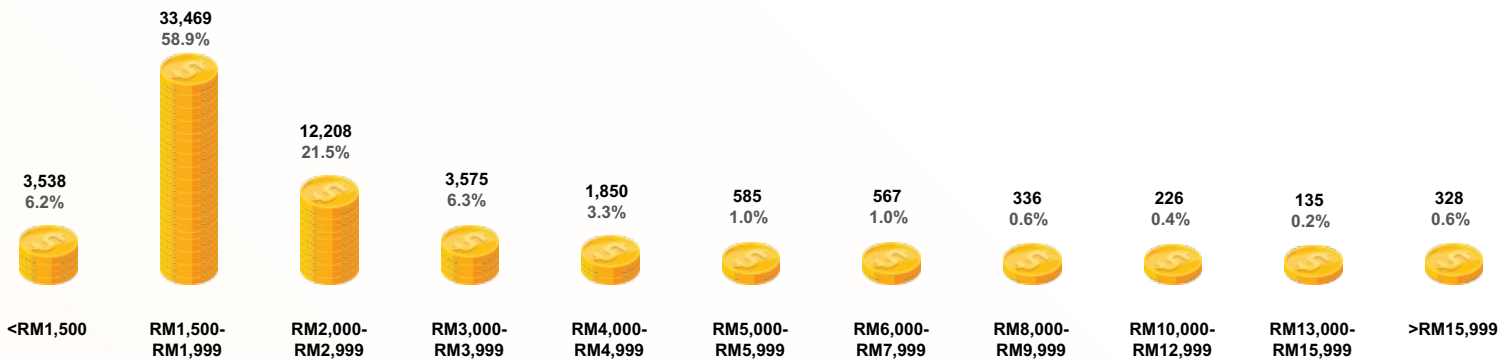 33,469
58.9%
12,208
21.5%
3,538
6.2%
3,575
6.3%
1,850
3.3%
585
1.0%
567
1.0%
336
0.6%
226
0.4%
135
0.2%
328
0.6%
<RM1,500
RM1,500-
RM1,999
RM2,000-
RM2,999
RM3,000-
RM3,999
RM4,000-
RM4,999
RM5,000-
RM5,999
RM6,000-
RM7,999
RM8,000-
RM9,999
RM10,000-
RM12,999
RM13,000-
RM15,999
>RM15,999